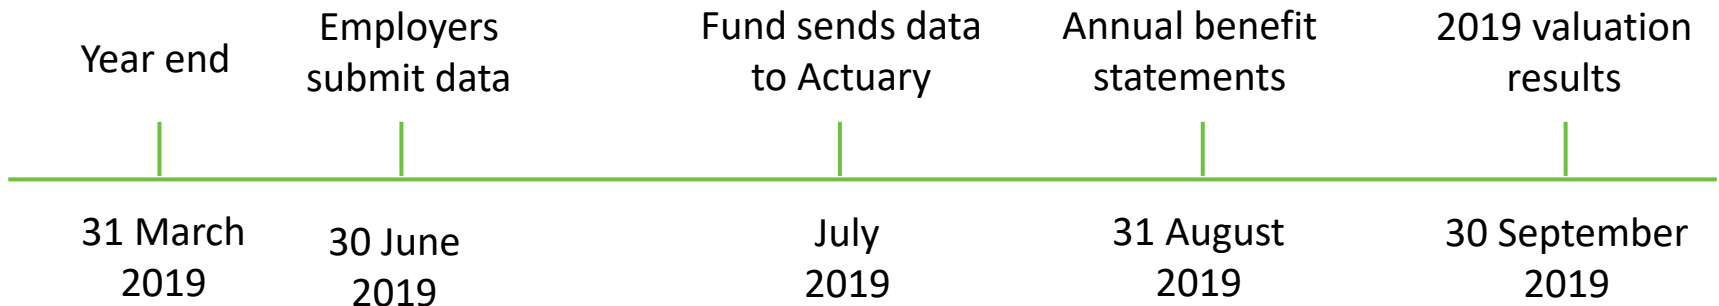 Year end
Employers
submit data
Fund sends data
to Actuary
Annual benefit
statements
2019 valuation
results
31 March
2019
30 June
2019
July
2019
31 August
2019
30 September
2019